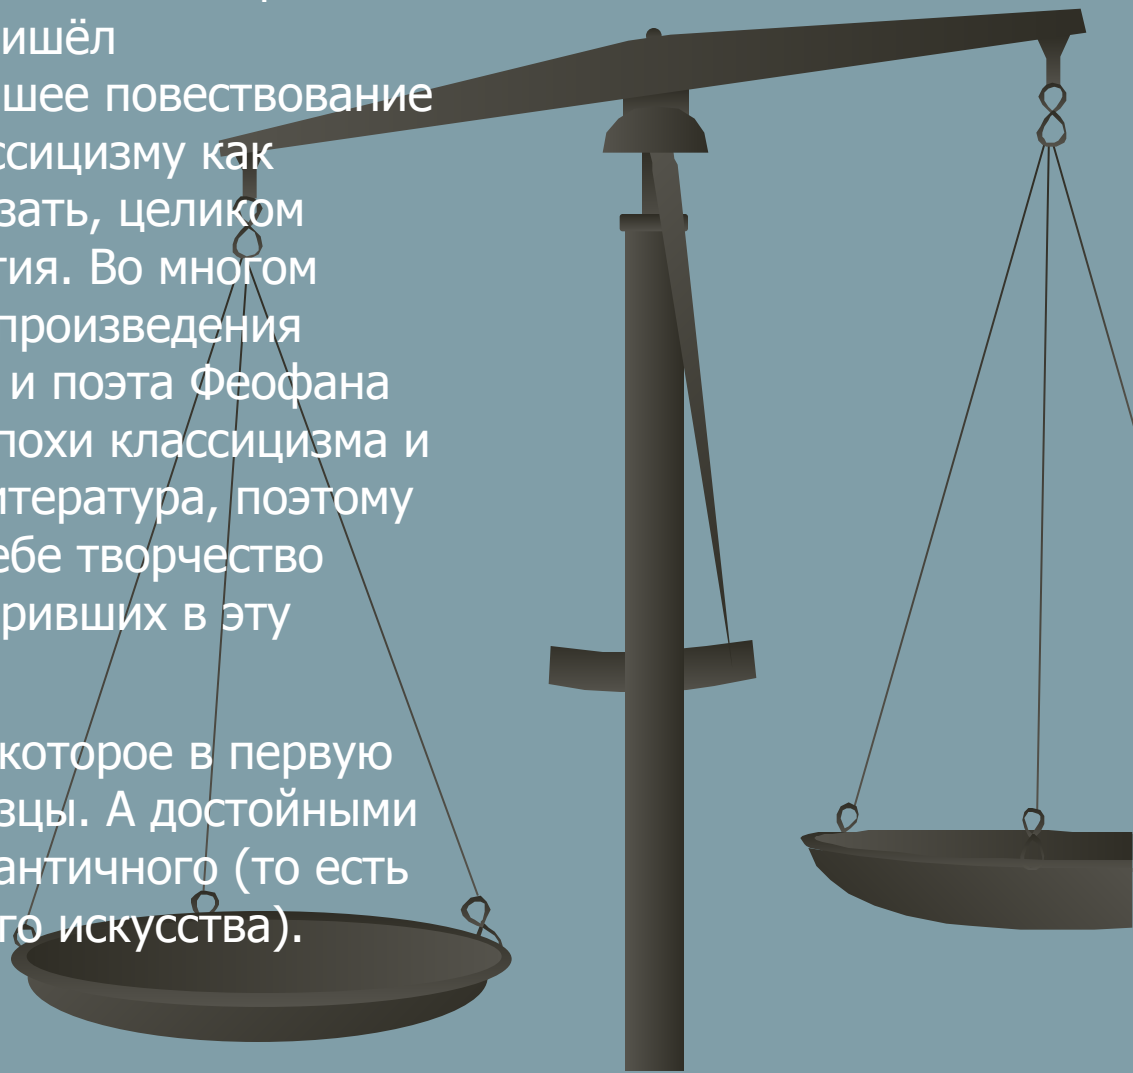 ишёл
шее повествование
ссицизму как
зать, целиком
тия. Во многом
произведения
и поэта Феофана
похи классицизма и
итература, поэтому
ебе творчество
ривших в эту
которое в первую
зцы. А достойными
античного (то есть
го искусства).